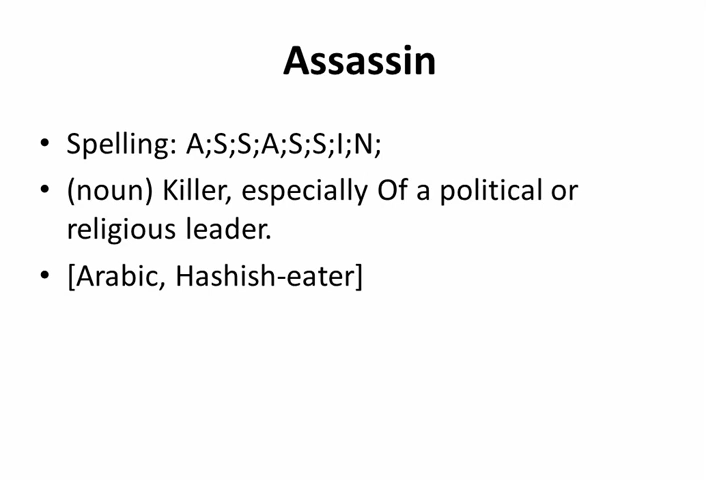 Assassin
• Spelling: A;S;S;A;S;S;I;N;
• (noun) Killer, especially Of a political or
religious leader.
• [Arabic, Hashish-eater]